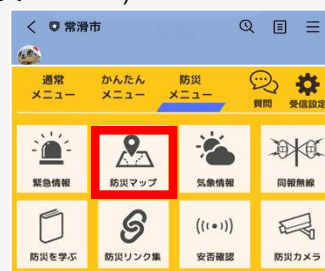 常滑市
通常
メニュー
かんたん
メニュー
防災
メニュー
質問
受信設定
緊急情報
防災マップ
気象情報
同報無線
防災を学ぶ
防災リンク集
安否確認
防災カメラ